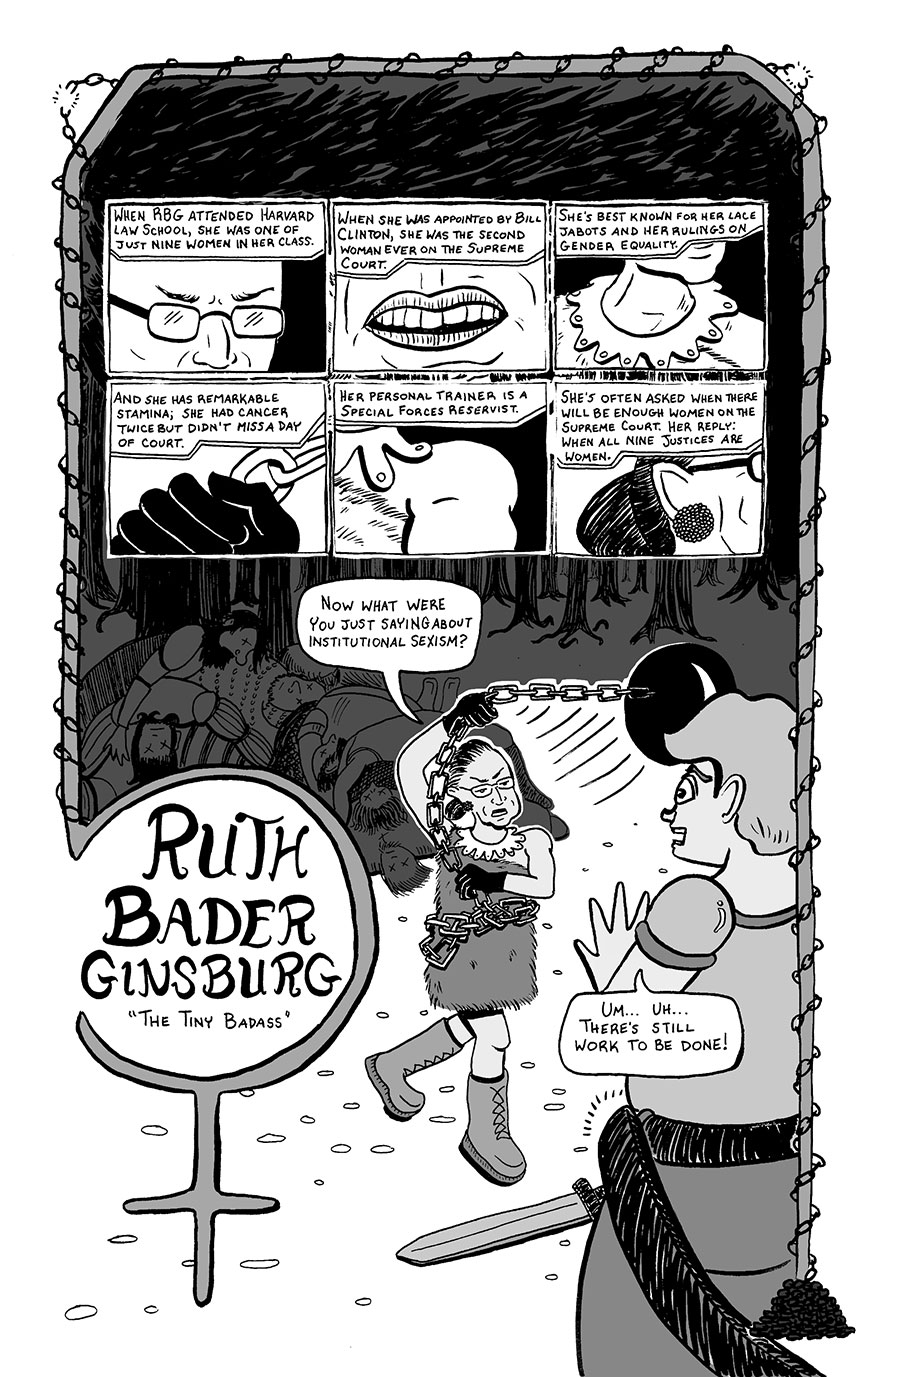 WHEN RBG ATTENDED HARVARD
LAW SCHOOL, SHE WAS ONE OF
JUST NINE WOMEN IN HER CLASS.
WHEN SHE WAS APPOINTED BY BILL
CLINTON, SHE WAS THE SECOND
WOMAN EVER ON THE SUPREME
COURT.
SHE'S BEST KNOWN FOR HER LACE
JABOTS AND HER RULINGS ON
GENDER EQUALITY.
AND SHE HAS REMARKABLE
STAMINA; SHE HAD CANCER
TWICE BUT DIDN'T MISS A DAY
OF COURT.
HER PERSONAL TRAINER IS A
SPECIAL FORCES RESERVIST.
SHE'S OFTEN ASKED WHEN THERE
WILL BE ENOUGH WOMEN ON THE
SUPREME COURT. HER REPLY:
WHEN ALL NINE JUSTICES ARE
WOMEN.
NOW WHAT WERE
YOU JUST SAYING ABOUT
INSTITUTIONAL SEXISM?
RUTH
BADER
GINSBURG
"THE TINY BADASS"
UM... UH...
THERE'S STILL
WORK TO BE DONE!